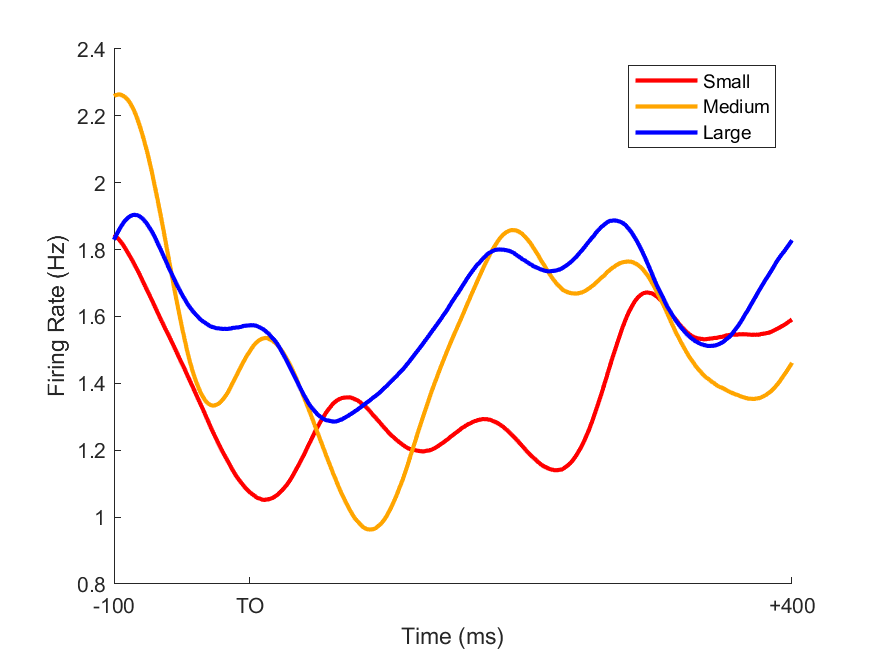 2.4
2.2
2
1.8
1.6
1.4
1.2
1
0.8
Firing Rate (Hz)
Small
Medium
Large
-100 TO +400
Time (ms)